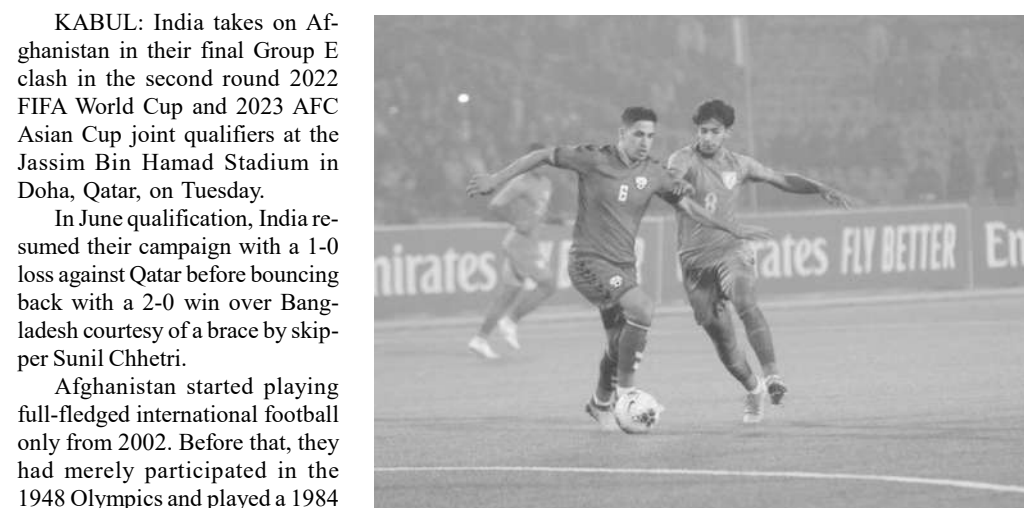 KABUL: India takes on Af-
ghanistan in their final Group E
clash in the second round 2022
FIFA World Cup and 2023 AFC
Asian Cup joint qualifiers at the
Jassim Bin Hamad Stadium in
Doha, Qatar, on Tuesday.
In June qualification, India re-
sumed their campaign with a 1-0
loss against Qatar before bouncing
back with a 2-0 win over Bang-
ladesh courtesy of a brace by skip-
per Sunil Chhetri.
Afghanistan started playing
full-fledged international football
only from 2002. Before that, they
had merely participated in the
1948 Olympics and played a 1984
6
8
mirates
rates FLY BETTER
Em